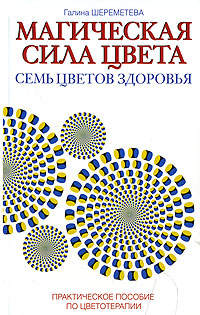 Галина ШЕРЕМЕТЕВА
МАГИЧЕСКАЯ
СИЛА ЦВЕТА
СЕМЬ ЦВЕТОВ ЗДОРОВЬЯ
ПРАКТИЧЕСКОЕ ПОСОБИЕ
ПО ЦВЕТОТЕРАПИИ